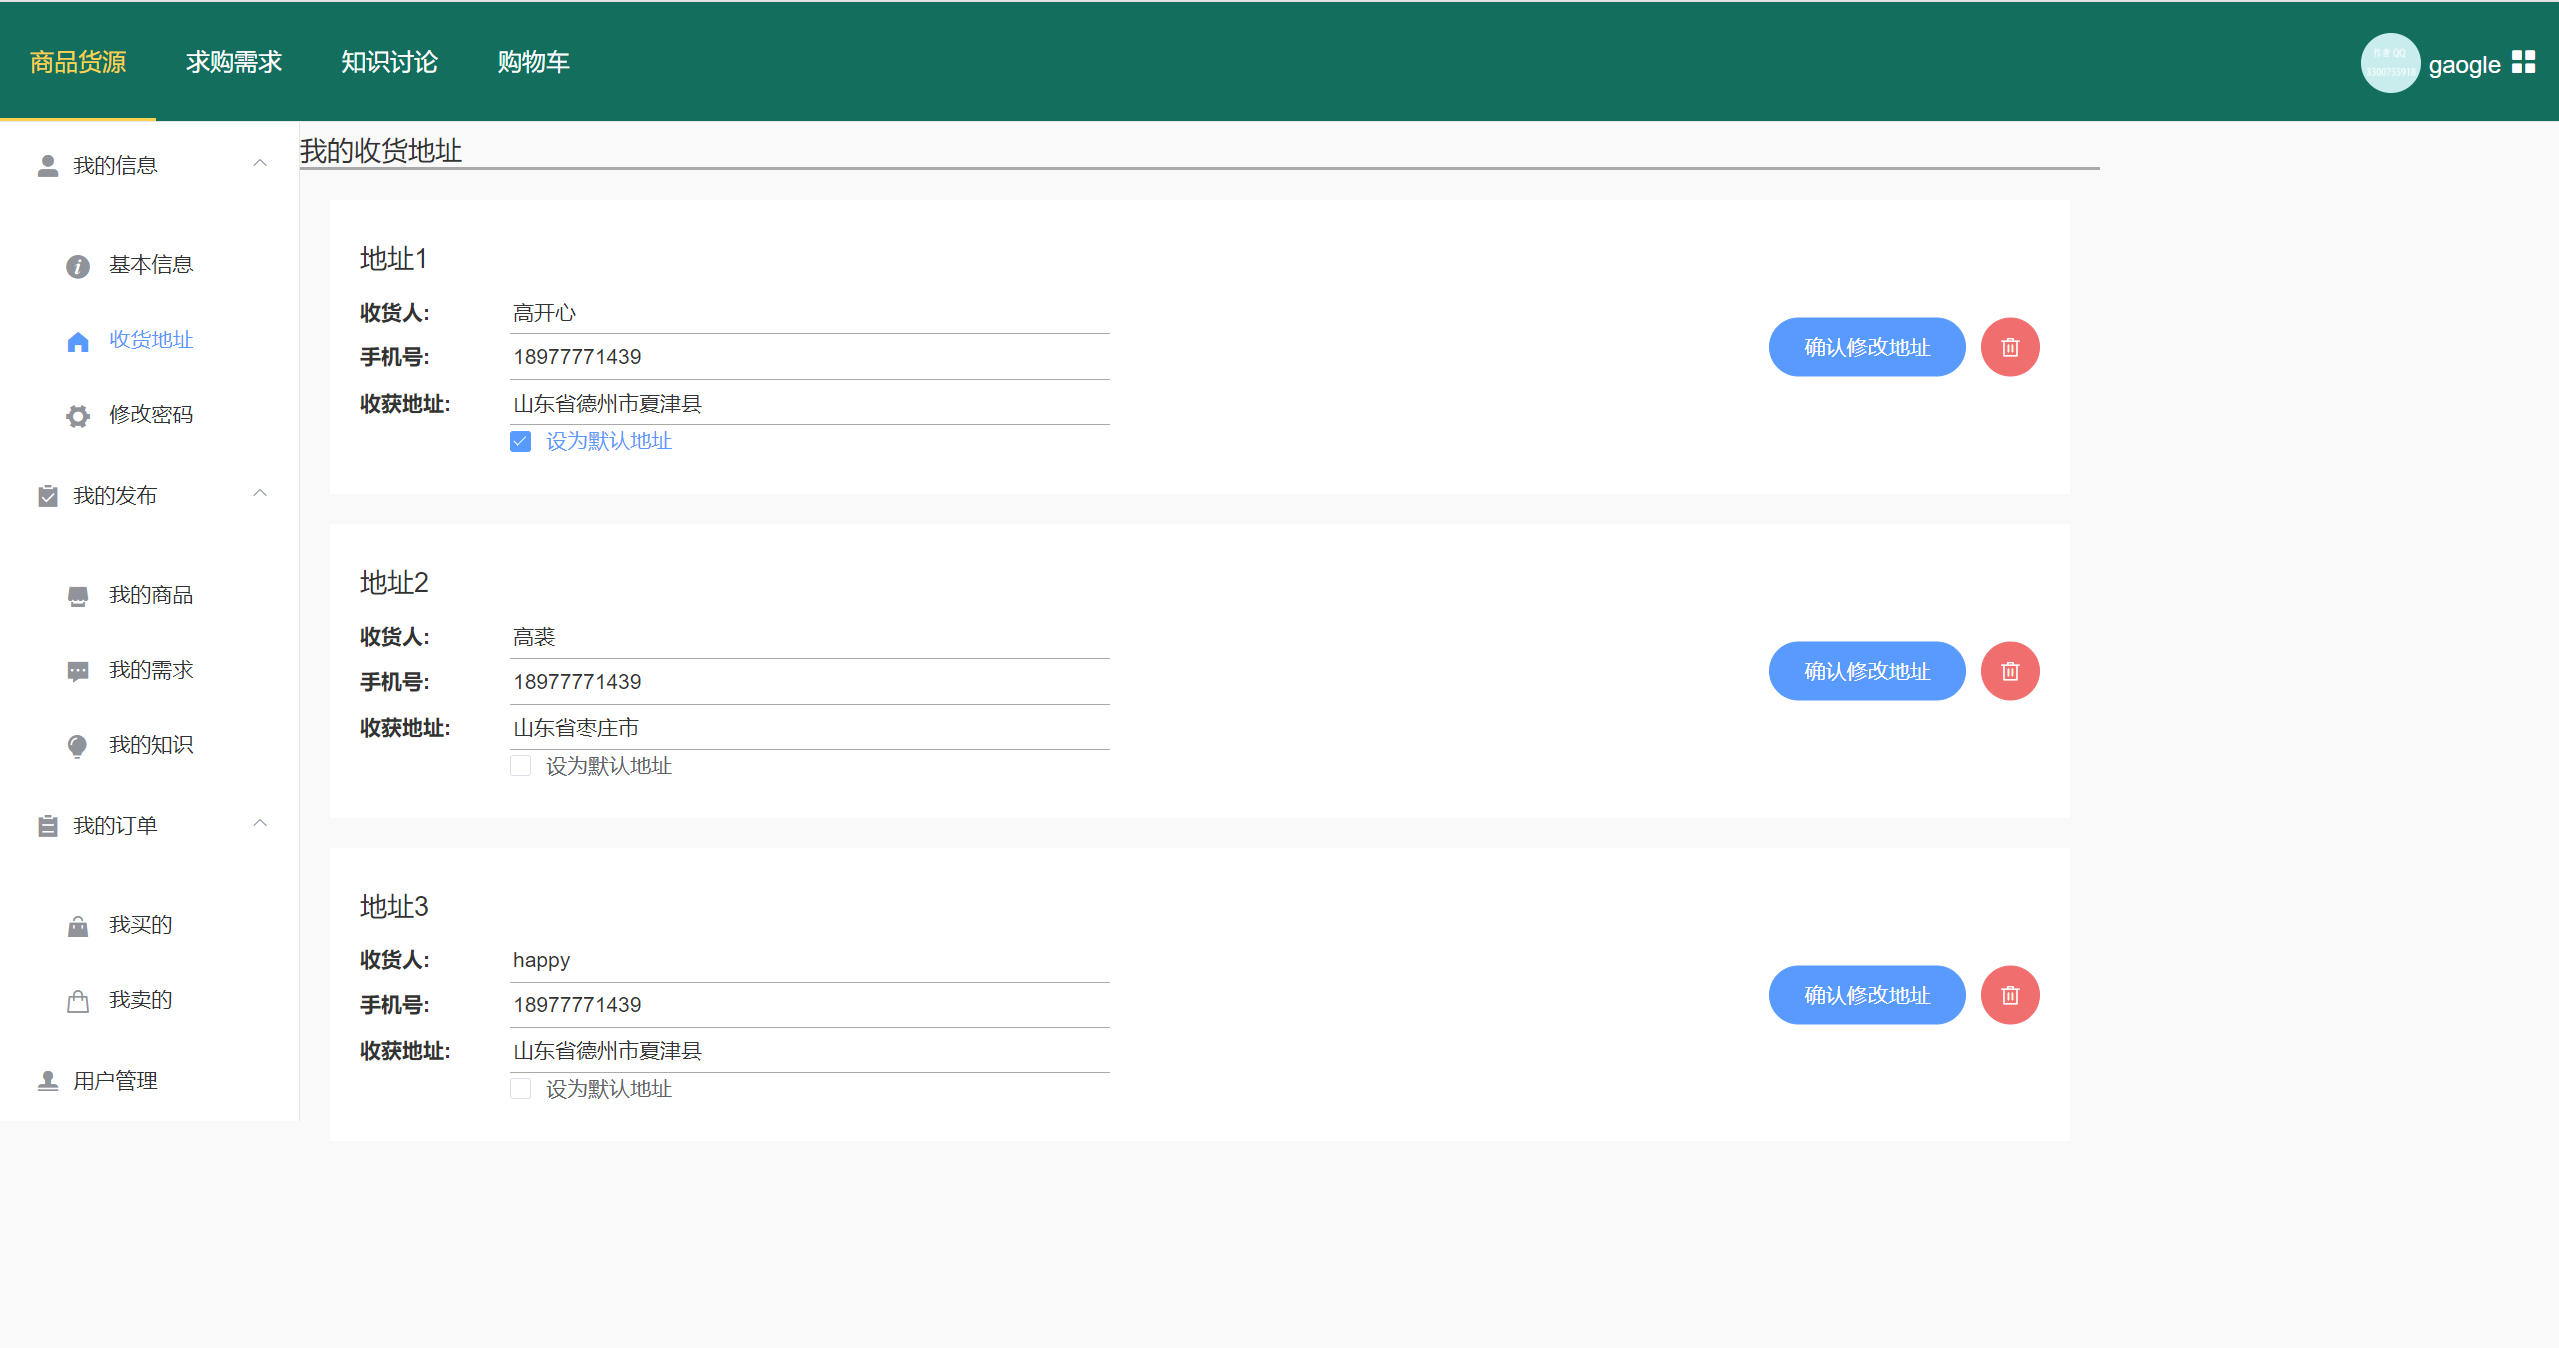 商品货源 求购需求 知识讨论 购物车 gaogle
我的信息
基本信息
收货地址
修改密码
我的发布
我的商品
我的需求
我的知识
我的订单
我买的
我卖的
用户管理
我的收货地址
地址1
收货人: 高开心
手机号: 18977771439
收获地址: 山东省德州市夏津县
设为默认地址
确认修改地址
地址2
收货人: 高裘
手机号: 18977771439
收获地址: 山东省枣庄市
设为默认地址
确认修改地址
地址3
收货人: happy
手机号: 18977771439
收获地址: 山东省德州市夏津县
设为默认地址
确认修改地址